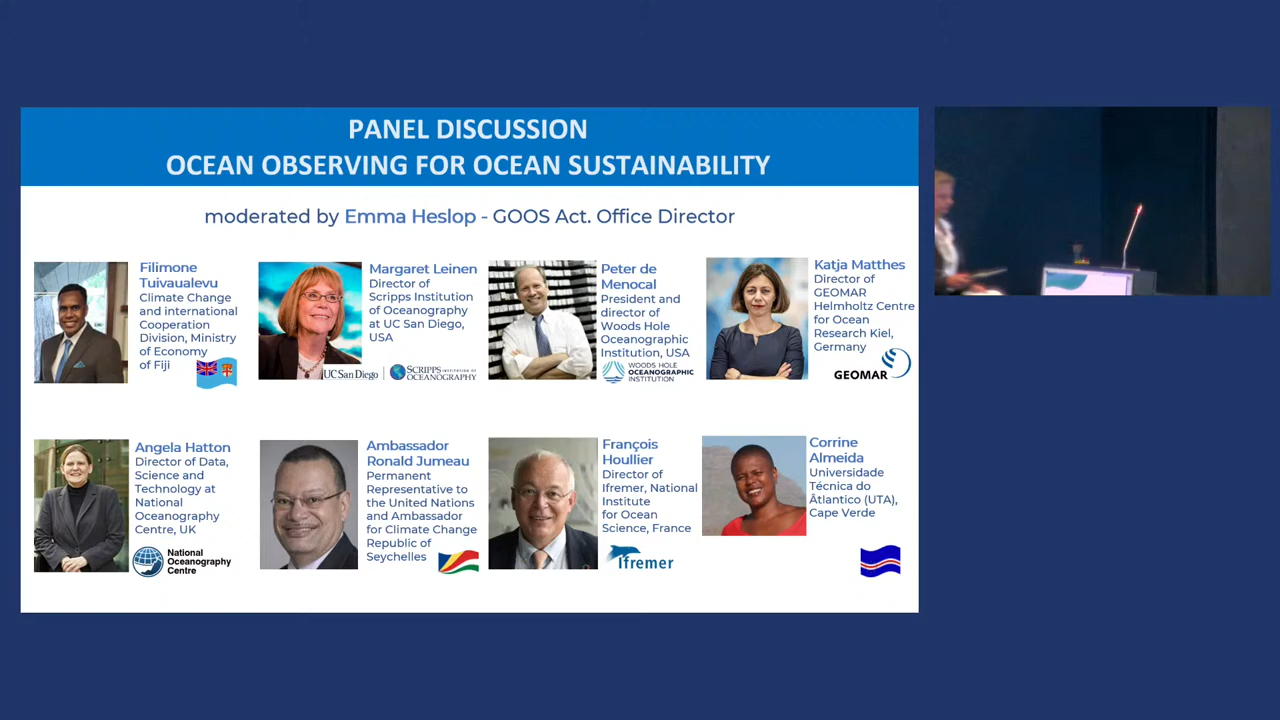 PANEL DISCUSSION
OCEAN OBSERVING FOR OCEAN SUSTAINABILITY
moderated by Emma Heslop - GOOS Act. Office Director
Filimone
Tuivaualevu
Climate Change
and international
Cooperation
Division, Ministry
of Economy
of Fiji
Margaret Leinen
Director of
Scripps Institution
of Oceanography
at UC San Diego,
USA
UC San Diego
SCRIPPS INSTITUTION OF
OCEANOGRAPHY
Peter de
Menocal
President and
director of
Woods Hole
Oceanographic
Institution, USA
WOODS HOLE
OCEANOGRAPHIC
INSTITUTION
Katja Matthes
Director of
GEOMAR
Helmholtz Centre
for Ocean
Research Kiel,
Germany
GEOMAR
Angela Hatton
Director of Data,
Science and
Technology at
National
Oceanography
Centre, UK
National
Oceanography
Centre
Ambassador
Ronald Jumeau
Permanent
Representative to
the United Nations
and Ambassador
for Climate Change
Republic of
Seychelles
François
Houllier
Director of
Ifremer, National
Institute
for Ocean
Science, France
Ifremer
Corrine
Almeida
Universidade
Técnica do
Âtlantico (UTA),
Cape Verde